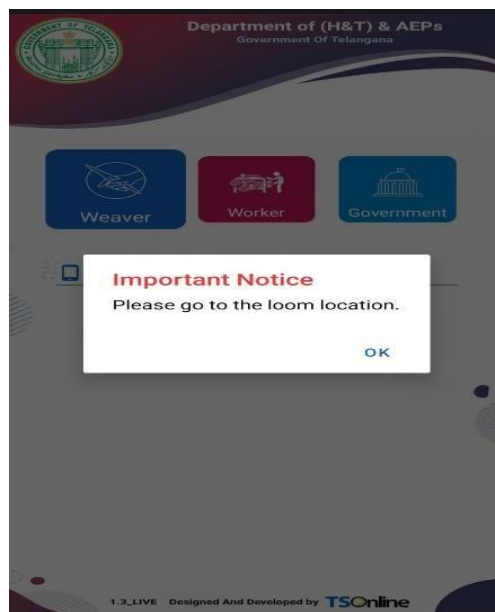 Department of (H&T) & AEPs
Government Of Telangana
Weaver
Worker
Government
Important Notice
Please go to the loom location.
OK
1.3_LIVE Designed And Developed by TSOnline